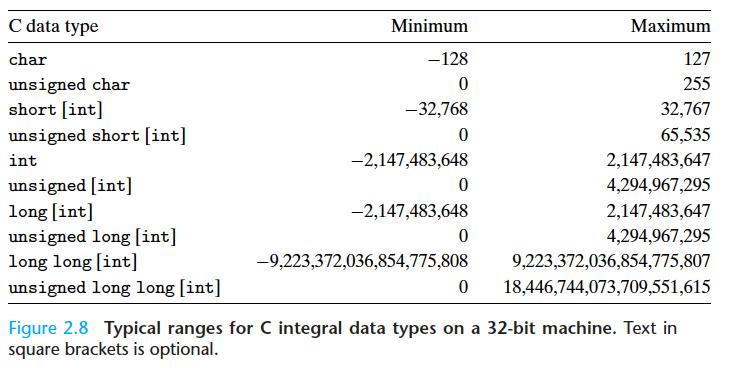 C data type Minimum Maximum
char −128 127
unsigned char 0 255
short [int] −32,768 32,767
unsigned short [int] 0 65,535
int −2,147,483,648 2,147,483,647
unsigned [int] 0 4,294,967,295
long [int] −2,147,483,648 2,147,483,647
unsigned long [int] 0 4,294,967,295
long long [int] −9,223,372,036,854,775,808 9,223,372,036,854,775,807
unsigned long long [int] 0 18,446,744,073,709,551,615
Figure 2.8 Typical ranges for C integral data types on a 32-bit machine. Text in
square brackets is optional.